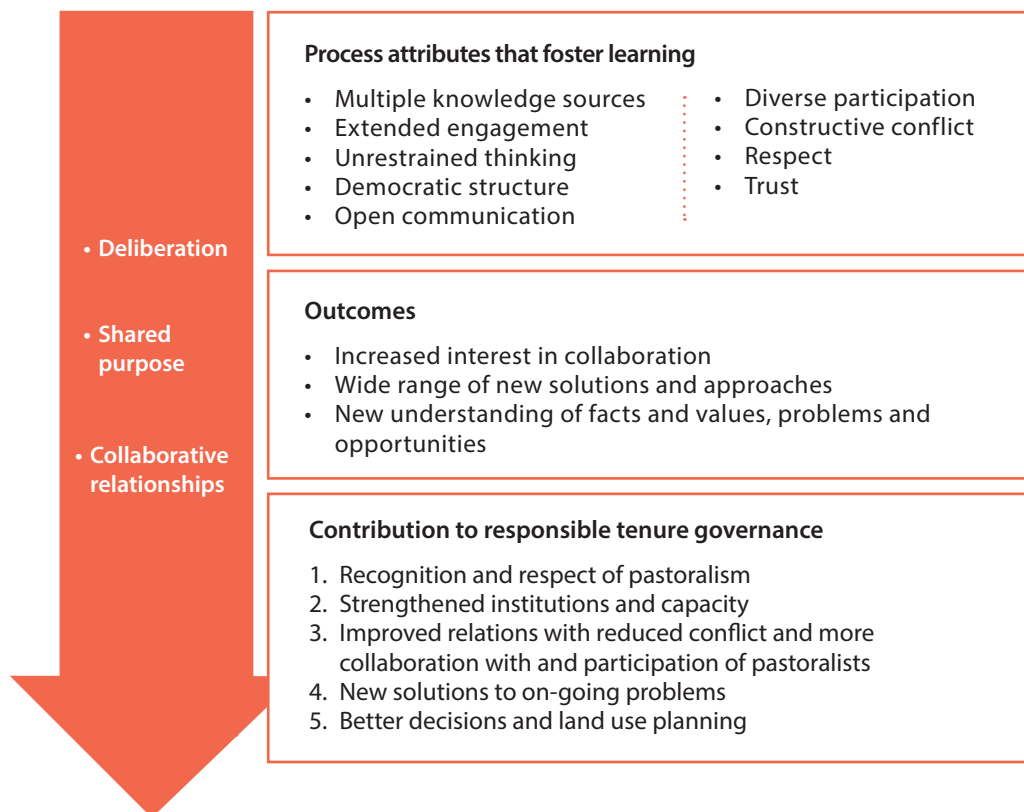 Process attributes that foster learning
• Multiple knowledge sources
• Extended engagement
• Unrestrained thinking
• Democratic structure
• Open communication
• Diverse participation
• Constructive conflict
• Respect
• Trust
• Deliberation
• Shared
purpose
• Collaborative
relationships
Outcomes
• Increased interest in collaboration
• Wide range of new solutions and approaches
• New understanding of facts and values, problems and
opportunities
Contribution to responsible tenure governance
1. Recognition and respect of pastoralism
2. Strengthened institutions and capacity
3. Improved relations with reduced conflict and more
collaboration with and participation of pastoralists
4. New solutions to on-going problems
5. Better decisions and land use planning